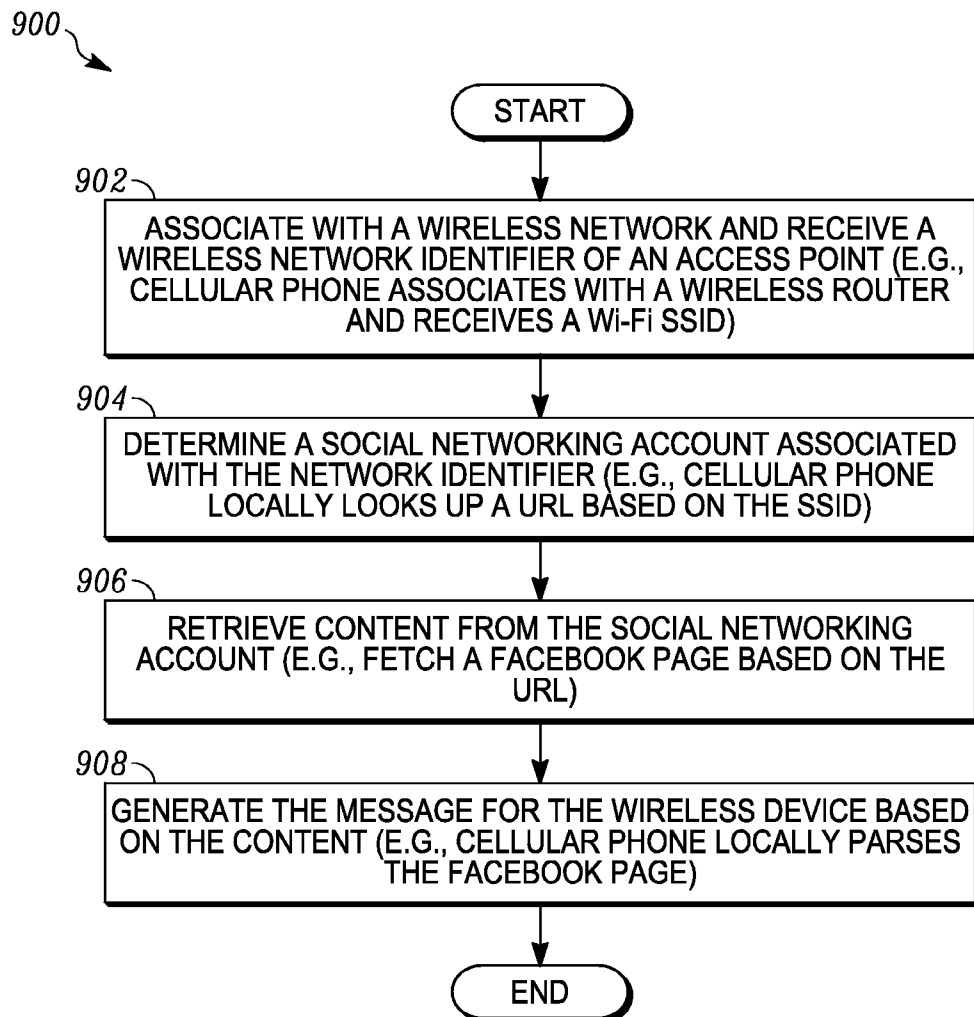 900
START
902
ASSOCIATE WITH A WIRELESS NETWORK AND RECEIVE A
WIRELESS NETWORK IDENTIFIER OF AN ACCESS POINT (E.G.,
CELLULAR PHONE ASSOCIATES WITH A WIRELESS ROUTER
AND RECEIVES A Wi-Fi SSID)
904
DETERMINE A SOCIAL NETWORKING ACCOUNT ASSOCIATED
WITH THE NETWORK IDENTIFIER (E.G., CELLULAR PHONE
LOCALLY LOOKS UP A URL BASED ON THE SSID)
906
RETRIEVE CONTENT FROM THE SOCIAL NETWORKING
ACCOUNT (E.G., FETCH A FACEBOOK PAGE BASED ON THE
URL)
908
GENERATE THE MESSAGE FOR THE WIRELESS DEVICE BASED
ON THE CONTENT (E.G., CELLULAR PHONE LOCALLY PARSES
THE FACEBOOK PAGE)
END